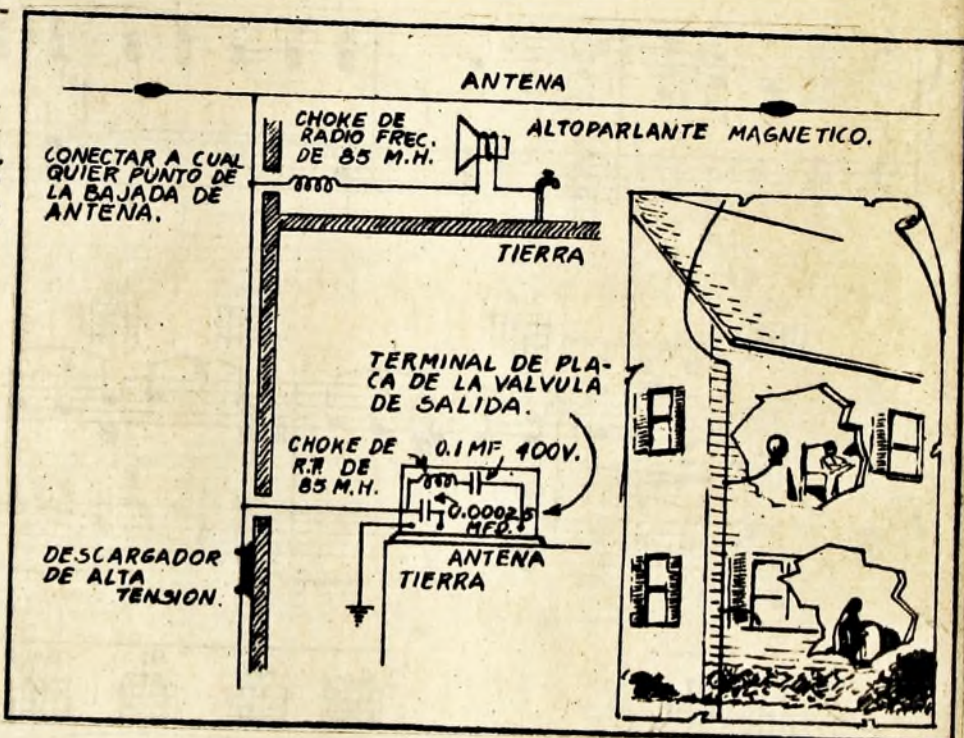 ANTENA
CHOKE DE
RADIO FREC.
DE 85 M.H.
ALTOPARLANTE MAGNETICO.
CONECTAR A CUAL
QUIER PUNTO DE
LA BAJADA DE
ANTENA.
TIERRA
TERMINAL DE PLA-
CA DE LA VALVULA
DE SALIDA.
CHOKE DE
R.F. DE
85 M.H.
0.1 MF. 400V.
0.00025
MFD.
ANTENA
TIERRA
DESCARGADOR
DE ALTA
TENSION.